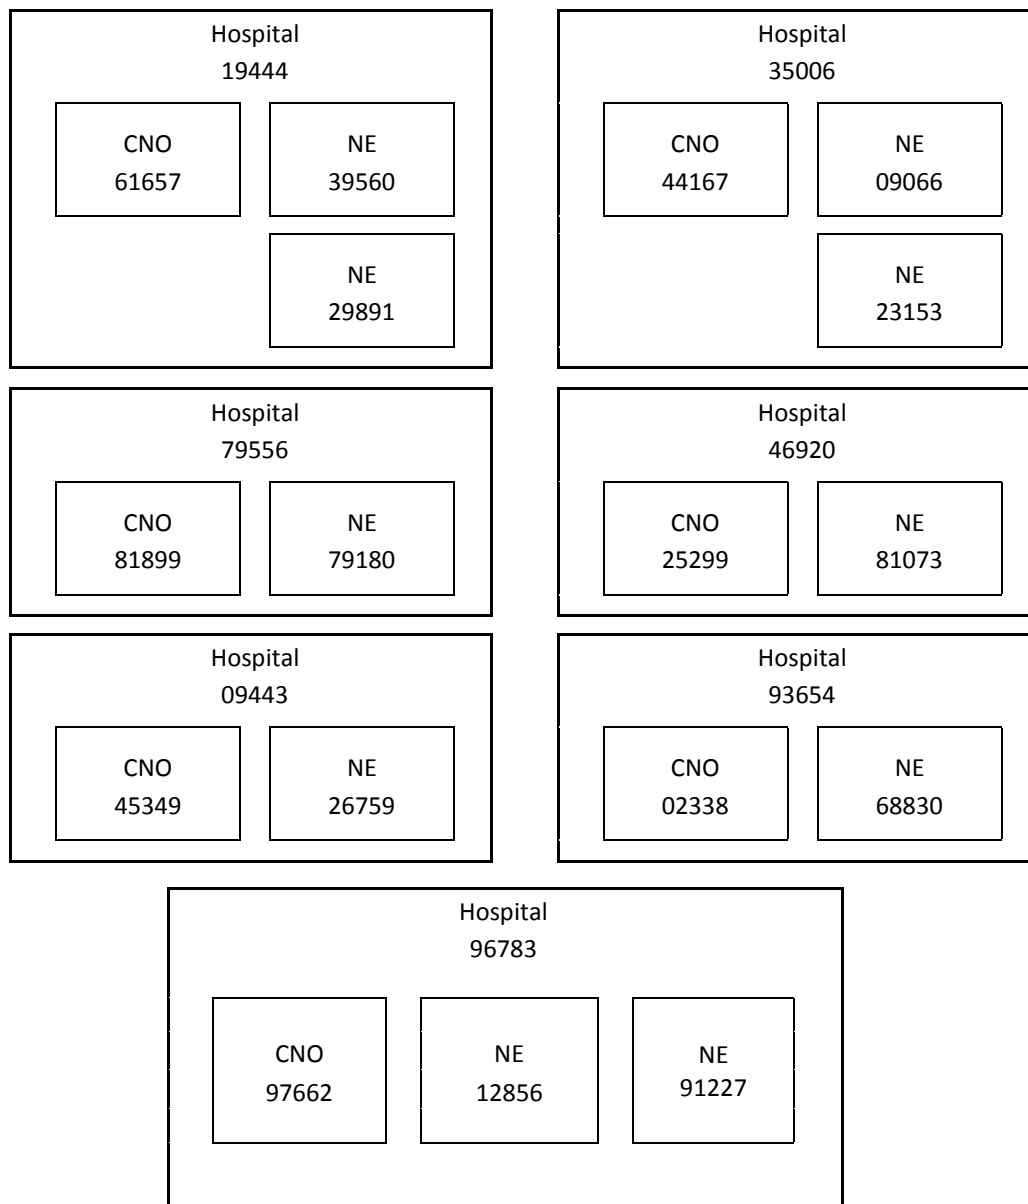 Hospital
19444
CNO
61657
NE
39560
NE
29891
Hospital
35006
CNO
44167
NE
09066
NE
23153
Hospital
79556
CNO
81899
NE
79180
Hospital
46920
CNO
25299
NE
81073
Hospital
09443
CNO
45349
NE
26759
Hospital
93654
CNO
02338
NE
68830
Hospital
96783
CNO
97662
NE
12856
NE
91227